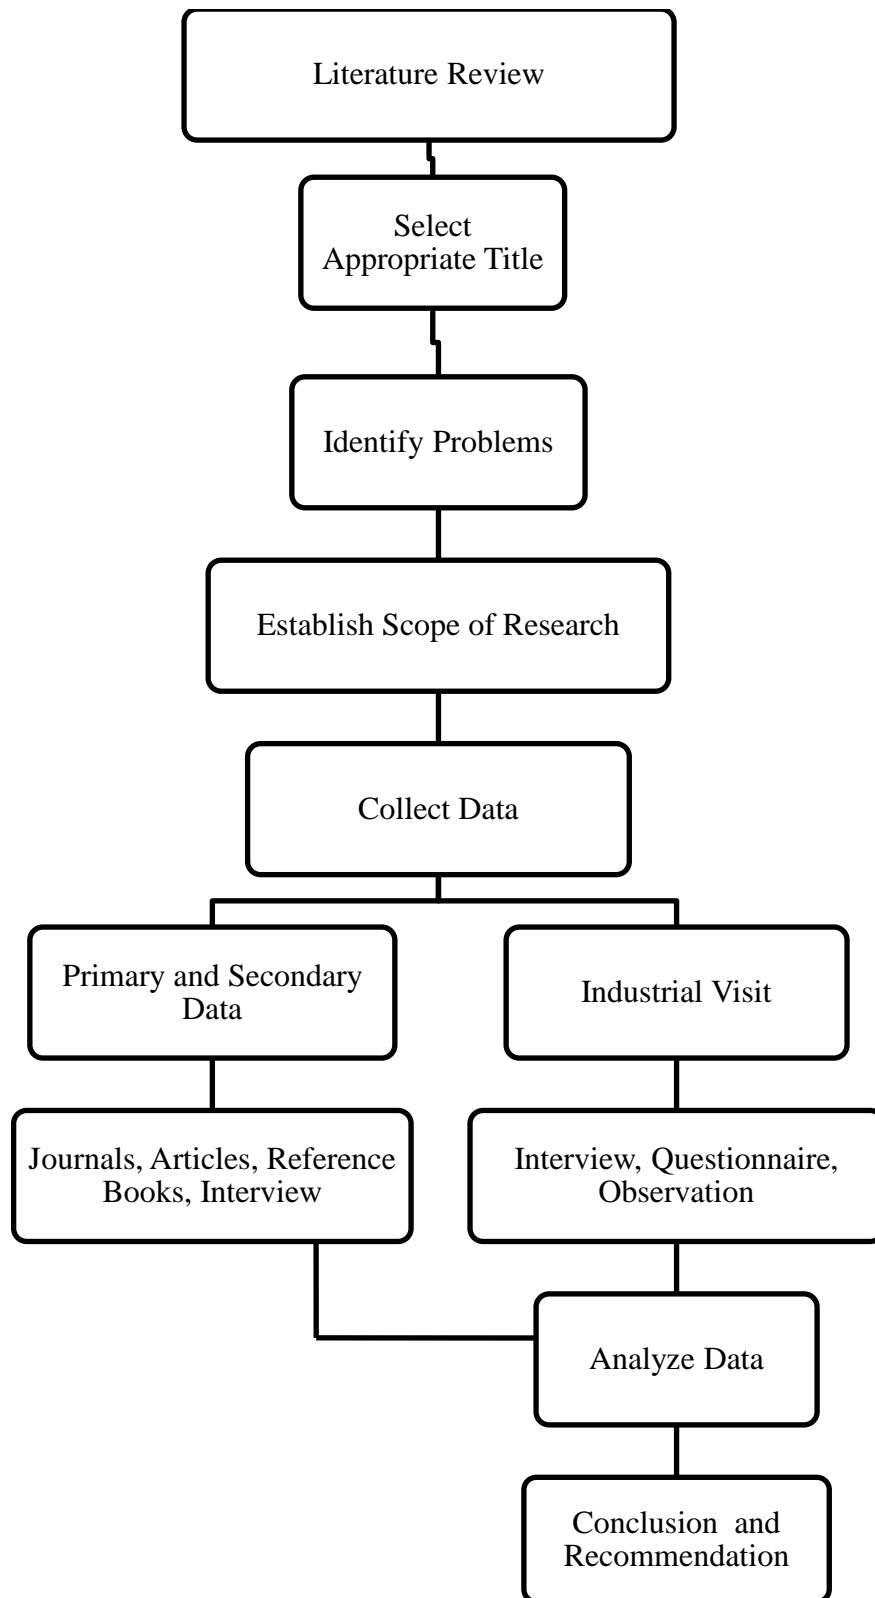 Literature Review
Select
Appropriate Title
Identify Problems
Establish Scope of Research
Collect Data
Primary and Secondary
Data
Industrial Visit
Journals, Articles, Reference
Books, Interview
Interview, Questionnaire,
Observation
Analyze Data
Conclusion and
Recommendation